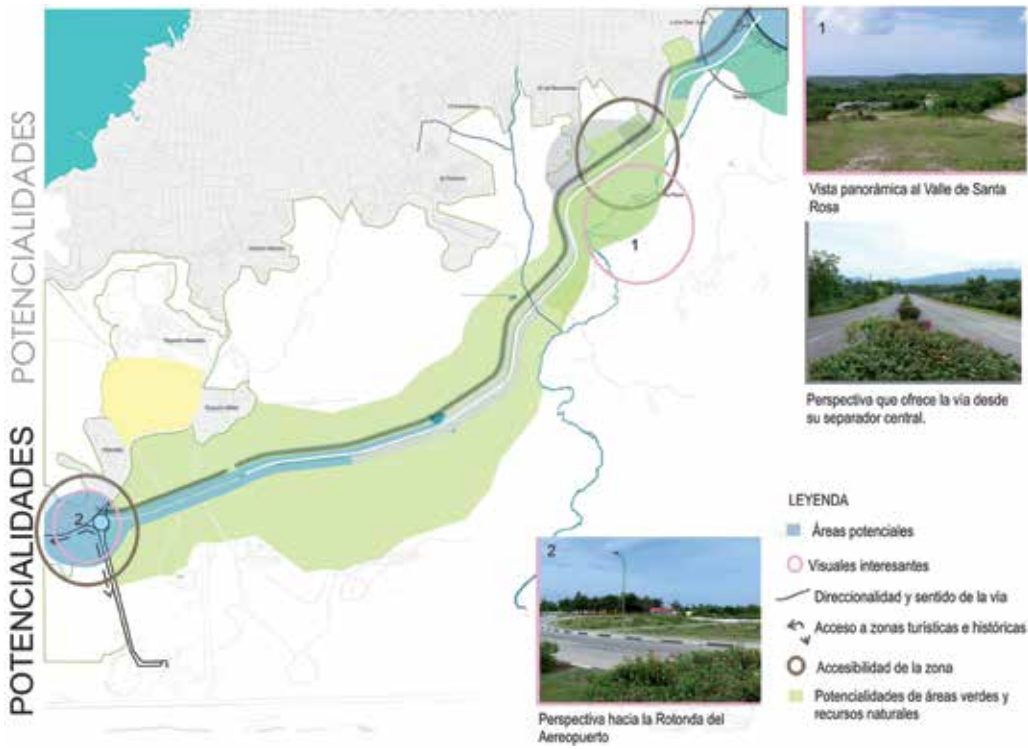 POTENCIALIDADES
POTENCIALIDADES
1
2
1
Vista panorámica al Valle de Santa
Rosa
Perspectiva que ofrece la vía desde
su separador central.
2
Perspectiva hacia la Rotonda del
Aereopuerto
LEYENDA
Áreas potenciales
Visuales interesantes
Direccionalidad y sentido de la vía
Acceso a zonas turísticas e históricas
Accesibilidad de la zona
Potencialidades de áreas verdes y
recursos naturales